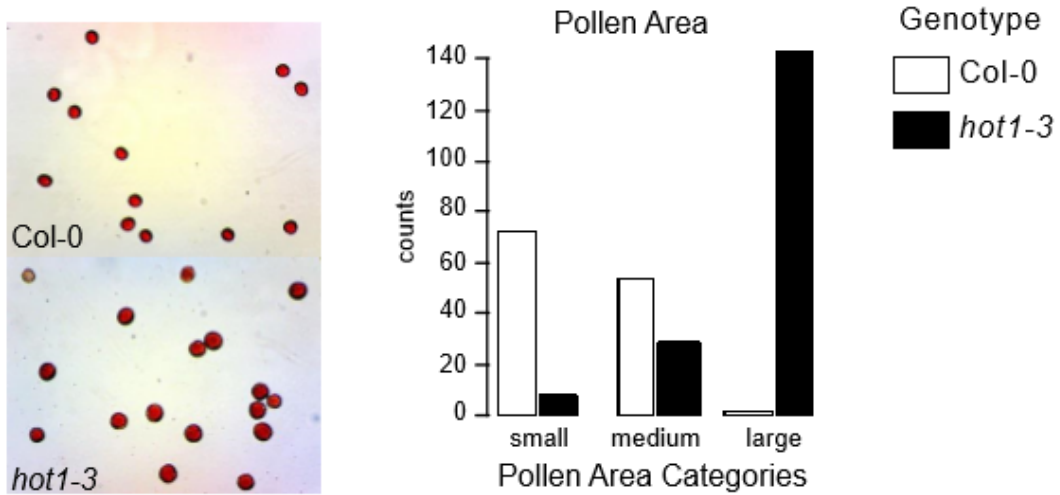 Col-0
hot1-3
Pollen Area
140
120
100
80
60
40
20
0
counts
small medium large
Pollen Area Categories
Genotype
Col-0
hot1-3